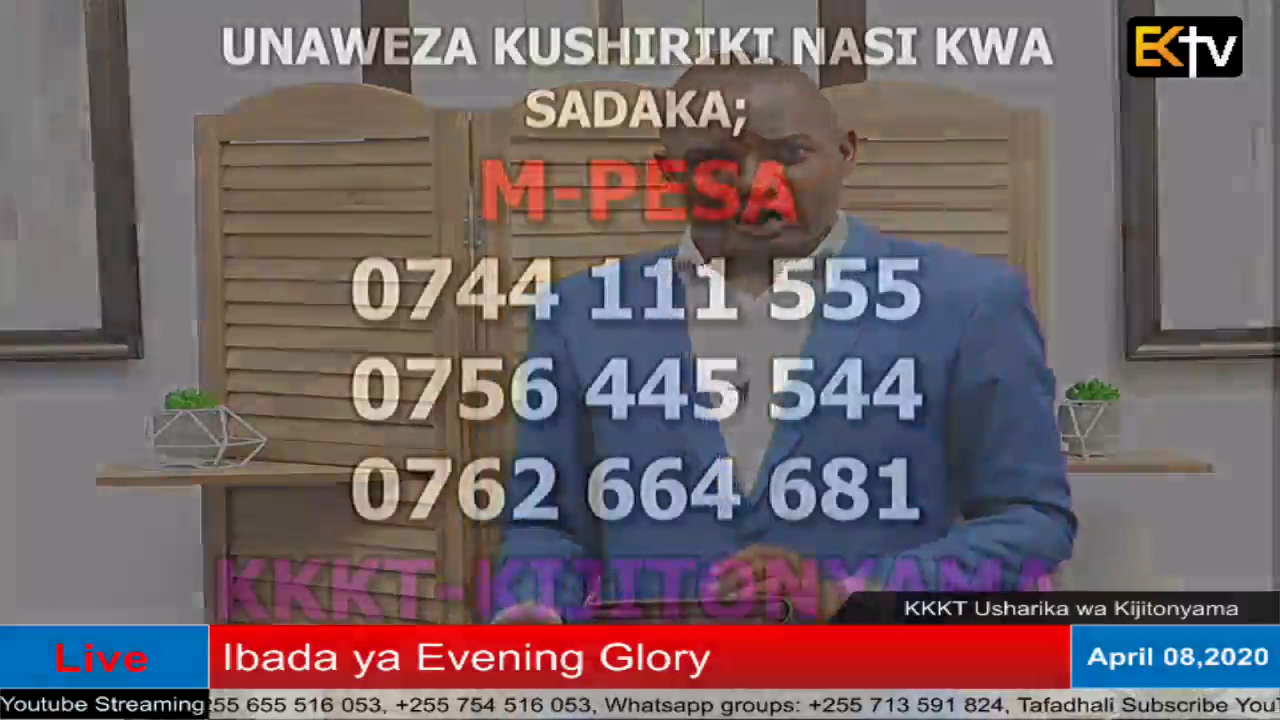 UNAWEZA KUSHIRIKI NASI KWA
SADAKA;
EKTV
M-PESA
0744 111 555
0756 445 544
0762 664 681
KKKT-KIJITONYAMA
KKKT Usharika wa Kijitonyama
Live
Ibada ya Evening Glory
April 08,2020
Youtube Streaming
255 655 516 053, +255 754 516 053, Whatsapp groups: +255 713 591 824, Tafadhali Subscribe You